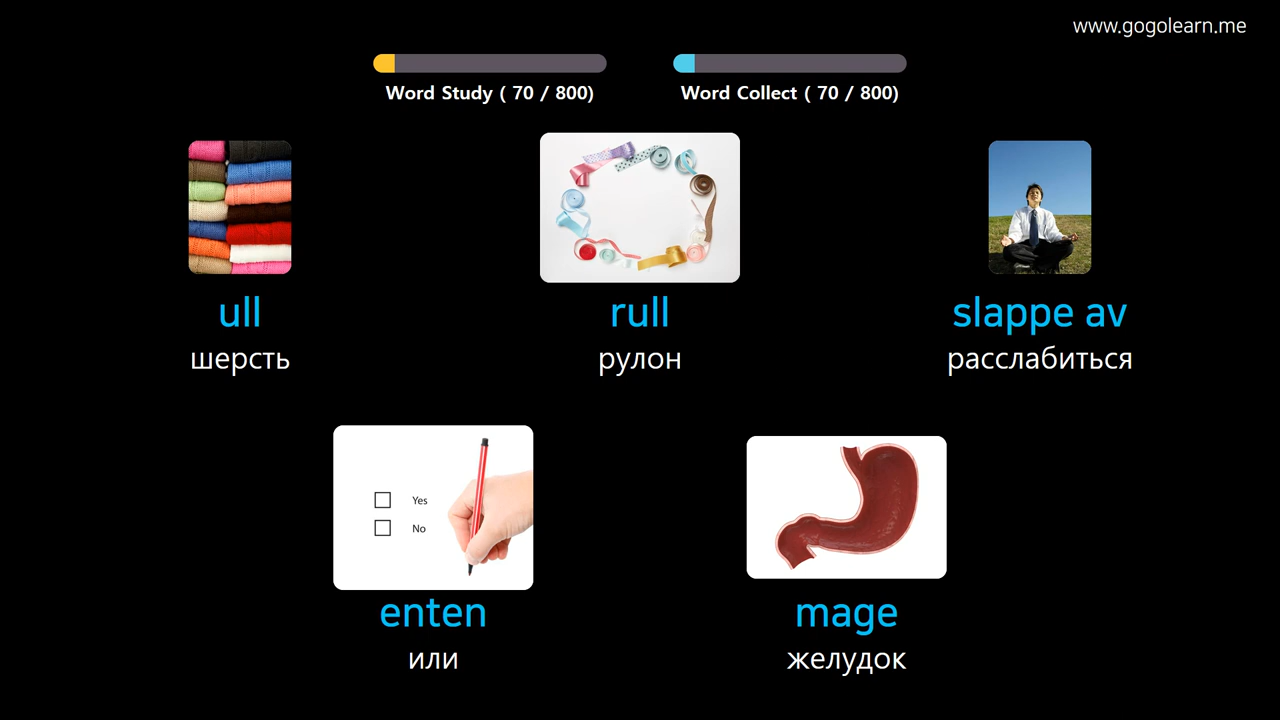 www.gogolearn.me
Word Study ( 70 / 800)
Word Collect ( 70 / 800)
ull
шерсть
rull
рулон
slappe av
расслабиться
Yes
No
enten
или
mage
желудок